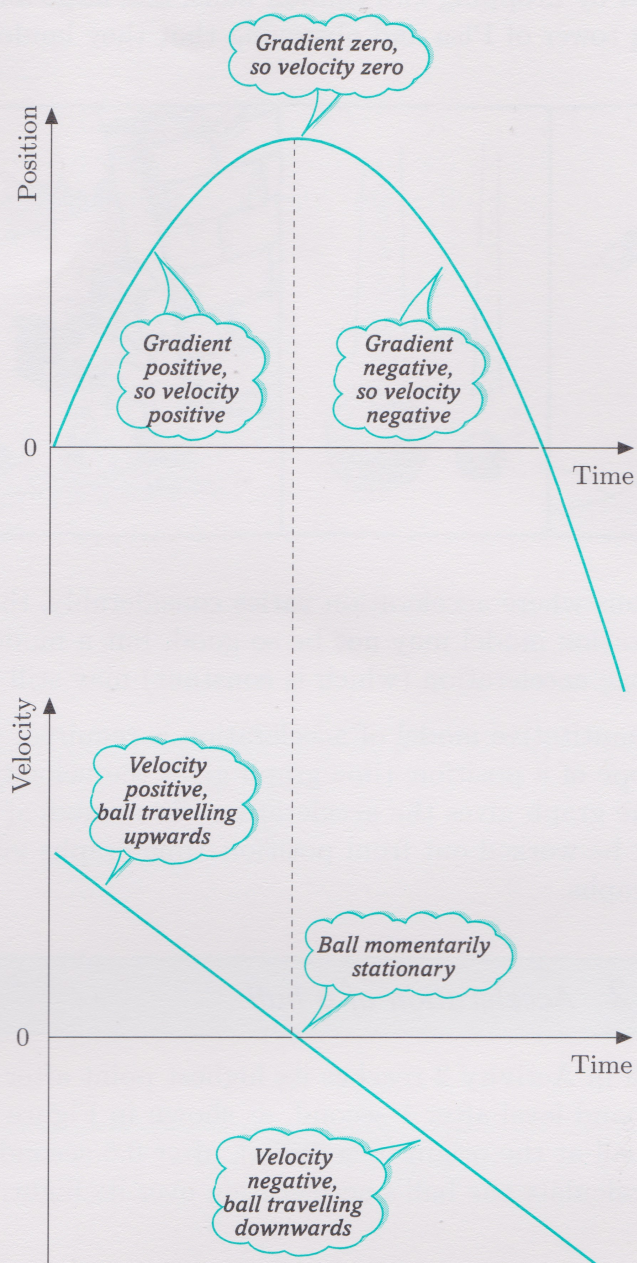 Gradient zero,
so velocity zero
Position
Gradient
positive,
so velocity
positive
Gradient
negative,
so velocity
negative
0
Time
Velocity
Velocity
positive,
ball travelling
upwards
Ball momentarily
stationary
0
Time
Velocity
negative,
ball travelling
downwards